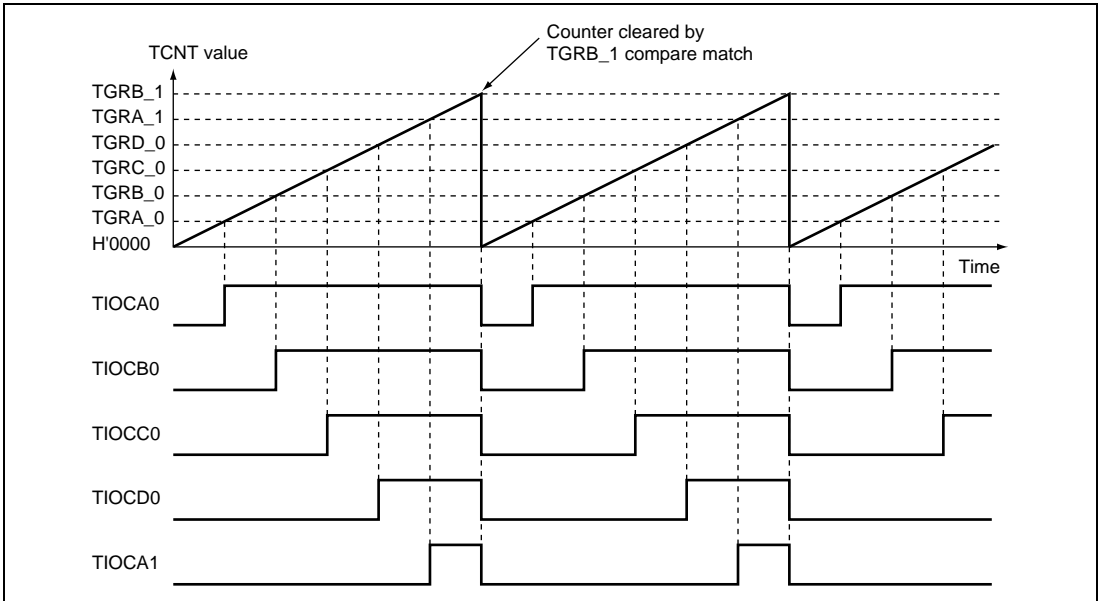 Counter cleared by
TGRB_1 compare match
TCNT value
TGRB_1
TGRA_1
TGRD_0
TGRC_0
TGRB_0
TGRA_0
H'0000
Time
TIOCA0
TIOCB0
TIOCC0
TIOCD0
TIOCA1